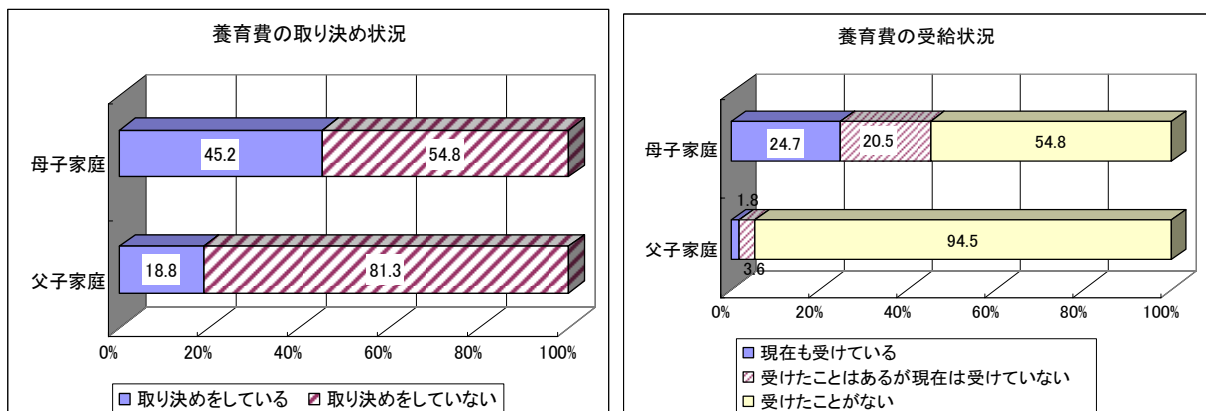 養育費の取り決め状況
母子家庭
45.2
54.8
父子家庭
18.8
81.3
0%
20%
40%
60%
80%
100%
取り決めをしている
取り決めをしていない
養育費の受給状況
母子家庭
24.7
20.5
54.8
父子家庭
1.8
3.6
94.5
0%
20%
40%
60%
80%
100%
現在も受けている
受けたことはあるが現在は受けていない
受けたことがない